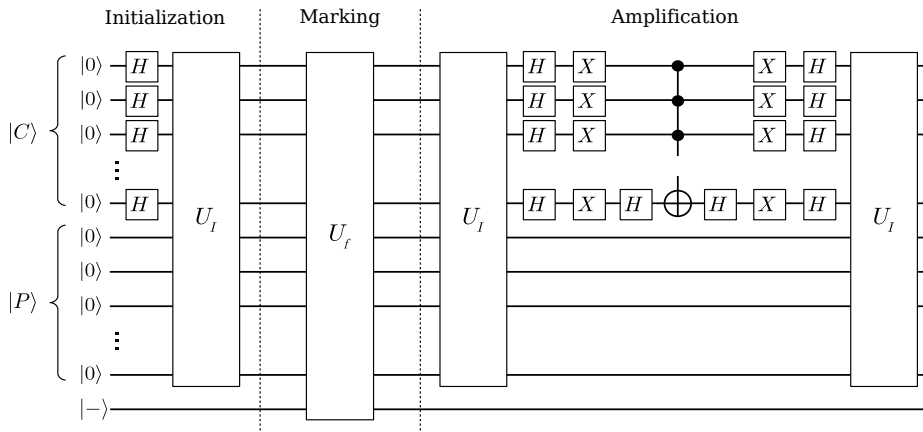 Initialization Marking Amplification
|0⟩ H H X X H
|0⟩ H H X X H
|C⟩ |0⟩ H H X X H
|0⟩ H H X H H X H
U_I U_f U_I U_I
|0⟩
|0⟩
|P⟩ |0⟩
|0⟩
|−⟩